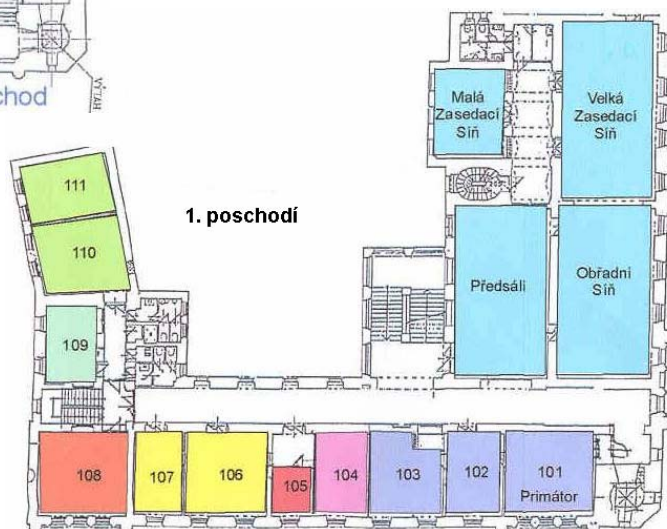 VÝTAH
chod
1. poschodí
Malá
Zasedací
Síň
Velká
Zasedací
Síň
111
110
Předsáli
Obřadní
Síň
109
108
107
106
105
104
103
102
101
Primátor